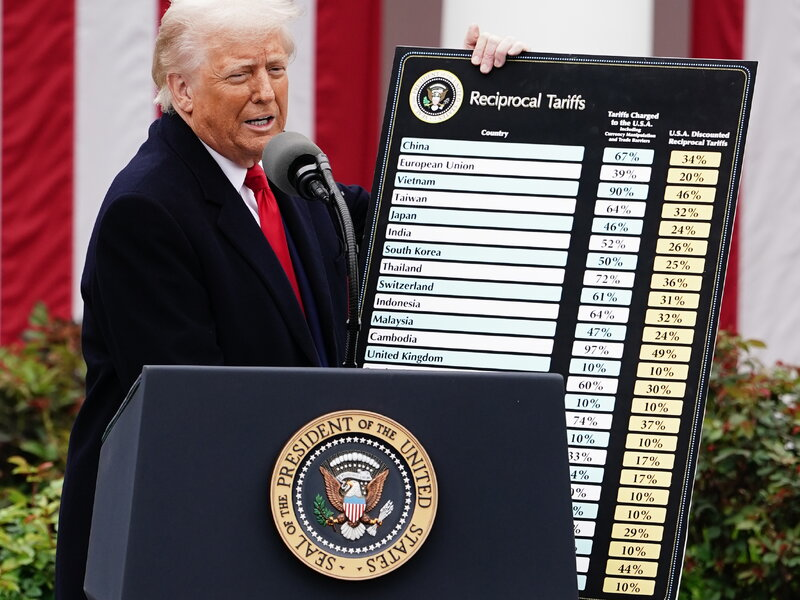 Reciprocal Tariffs
Country
Tariffs Charged
to the U.S.A.
Including
Currency Manipulation
and Trade Barriers
U.S.A. Discounted
Reciprocal Tariffs
China 67% 34%
European Union 39% 20%
Vietnam 90% 46%
Taiwan 64% 32%
Japan 46% 24%
India 52% 26%
South Korea 50% 25%
Thailand 72% 36%
Switzerland 61% 31%
Indonesia 64% 32%
Malaysia 47% 24%
Cambodia 97% 49%
United Kingdom 10% 10%
60% 30%
10% 10%
74% 37%
10% 10%
33% 17%
17%
10%
10%
29%
10%
44%
10%
SEAL OF THE PRESIDENT OF THE UNITED STATES